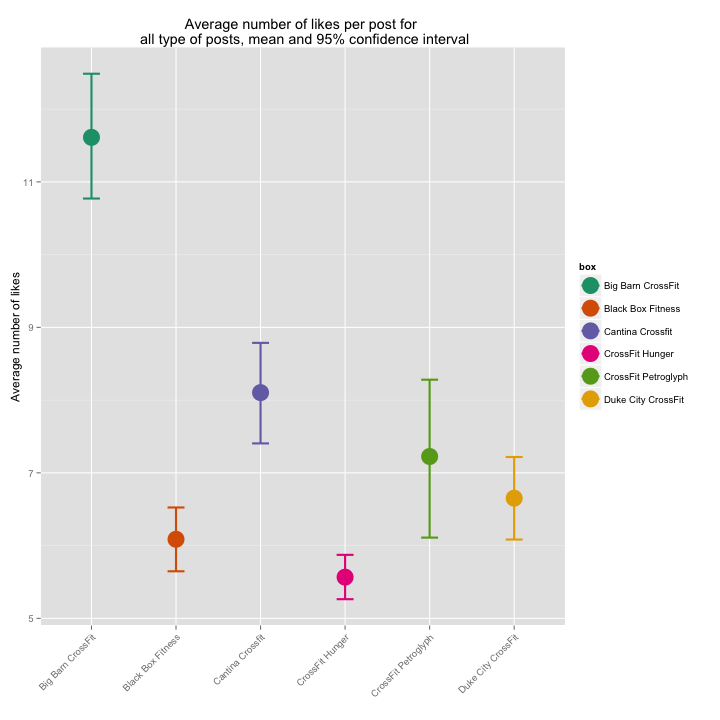 Average number of likes per post for
all type of posts, mean and 95% confidence interval
Average number of likes
11
9
7
5
Big Barn CrossFit
Black Box Fitness
Cantina Crossfit
CrossFit Hunger
CrossFit Petroglyph
Duke City CrossFit
box
Big Barn CrossFit
Black Box Fitness
Cantina Crossfit
CrossFit Hunger
CrossFit Petroglyph
Duke City CrossFit